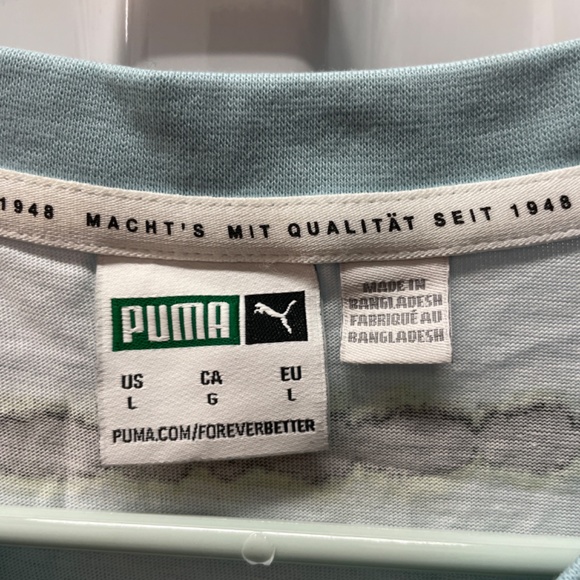 1948 MACHT'S MIT QUALITÄT SEIT 1948
PUMA
US CA EU
L G L
PUMA.COM/FOREVERBETTER
MADE IN
BANGLADESH
FABRIQUÉ AU
BANGLADESH